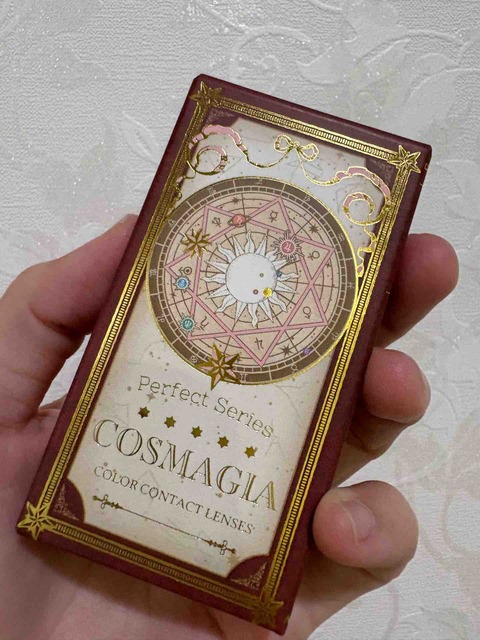 Perfect Series
COSMAGIA
COLOR CONTACT LENSES